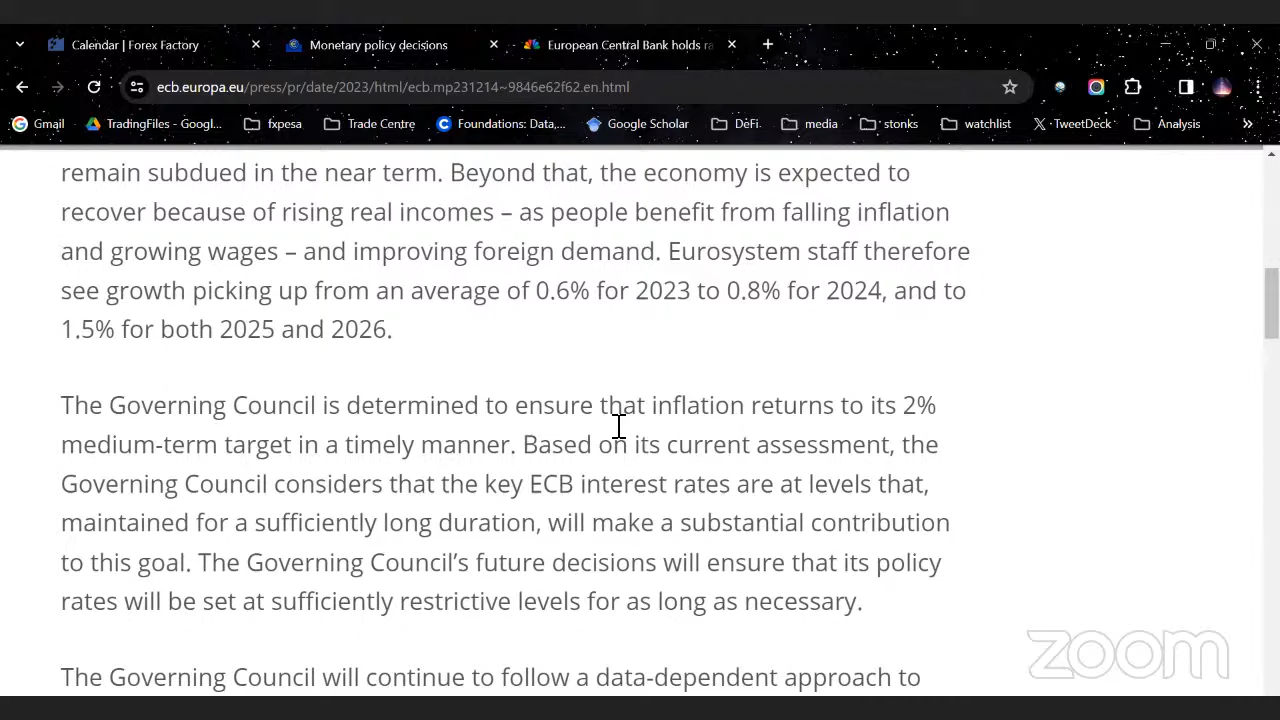 Calendar | Forex Factory
Monetary policy decisions
European Central Bank holds ra
ecb.europa.eu/press/pr/date/2023/html/ecb.mp231214~9846e62f62.en.html
Gmail
TradingFiles - Googl...
fxpesa
Trade Centre
Foundations: Data,...
Google Scholar
DeFi
media
stonks
watchlist
TweetDeck
Analysis
remain subdued in the near term. Beyond that, the economy is expected to
recover because of rising real incomes – as people benefit from falling inflation
and growing wages – and improving foreign demand. Eurosystem staff therefore
see growth picking up from an average of 0.6% for 2023 to 0.8% for 2024, and to
1.5% for both 2025 and 2026.
The Governing Council is determined to ensure that inflation returns to its 2%
medium-term target in a timely manner. Based on its current assessment, the
Governing Council considers that the key ECB interest rates are at levels that,
maintained for a sufficiently long duration, will make a substantial contribution
to this goal. The Governing Council’s future decisions will ensure that its policy
rates will be set at sufficiently restrictive levels for as long as necessary.
The Governing Council will continue to follow a data-dependent approach to
zoom